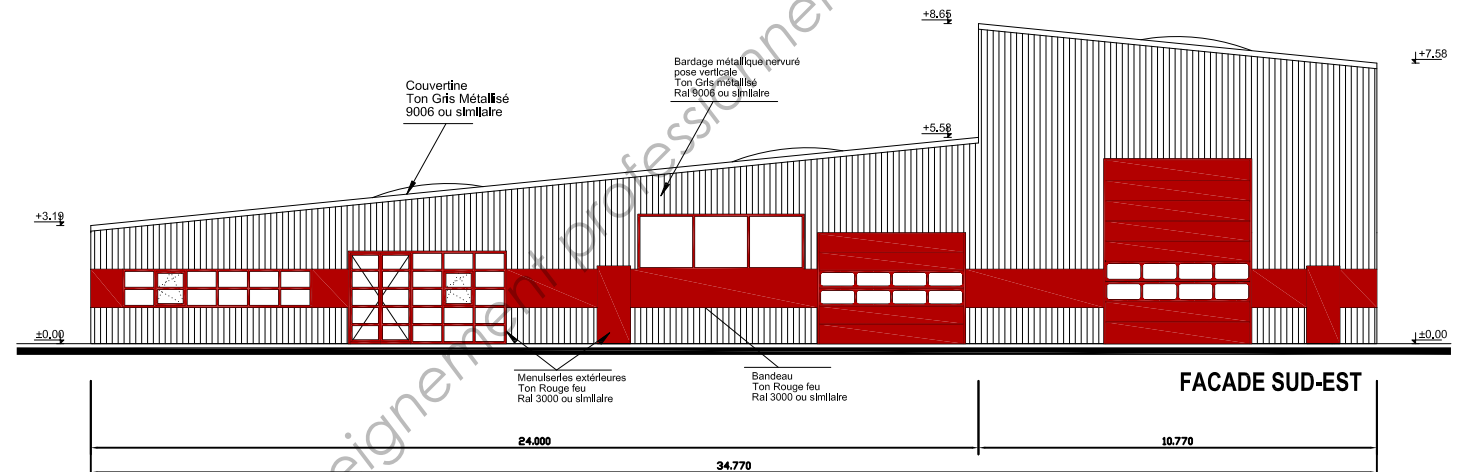 +8.65
+7.58
Bardage métallique nervuré
pose verticale
Ton Gris métallisé
Ral 9006 ou similaire
Couvertine
Ton Gris Métallisé
9006 ou similaire
+5.58
+3.19
±0,00
±0,00
Menuiseries extérieures
Ton Rouge feu
Ral 3000 ou similaire
Bandeau
Ton Rouge feu
Ral 3000 ou similaire
FACADE SUD-EST
24.000
10.770
34.770
eignement professionne